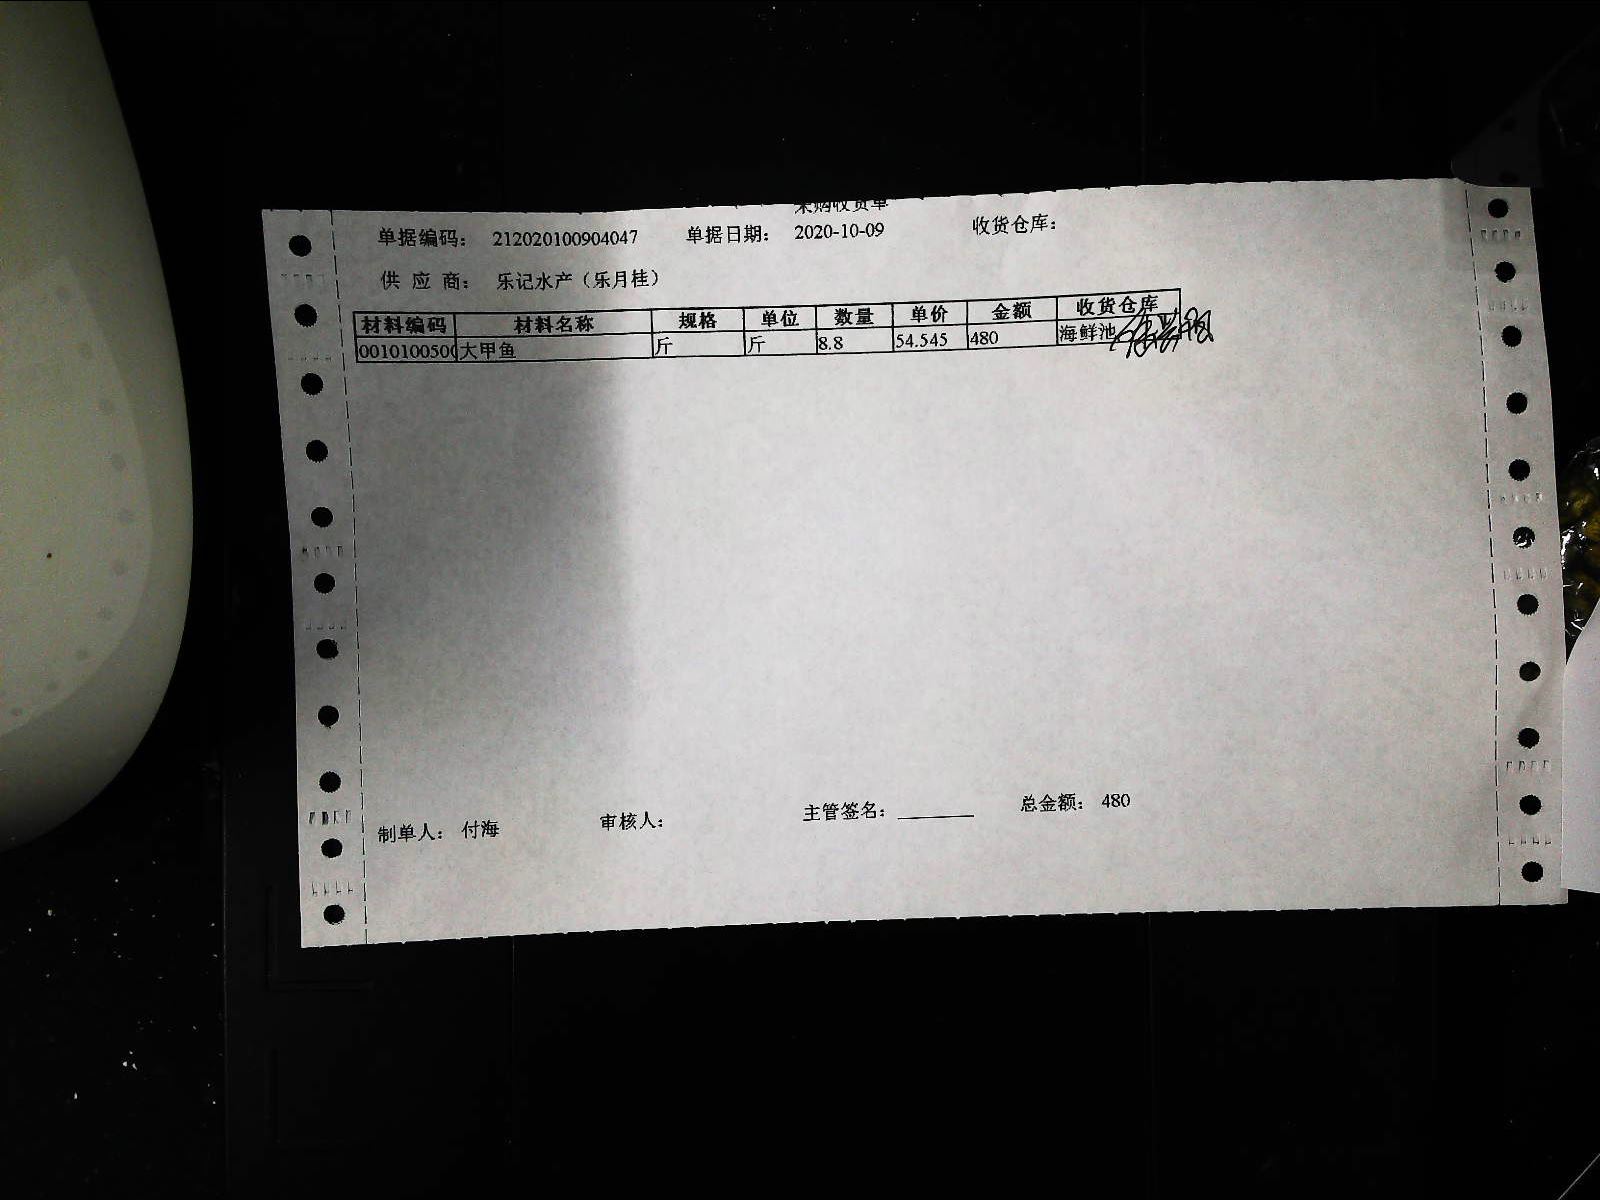 采购收货单
单据编码： 212020100904047 单据日期： 2020-10-09 收货仓库：
供 应 商： 乐记水产（乐月桂）
材料编码 材料名称 规格 单位 数量 单价 金额 收货仓库
0010100500 大甲鱼 斤 斤 8.8 54.545 480 海鲜池
制单人： 付海 审核人： 主管签名： 总金额： 480